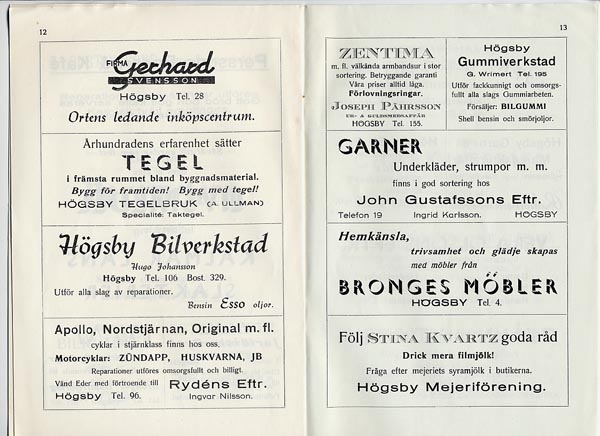 12
FIRMA
Gerhard
SVENSSON
Högsby Tel. 28
Ortens ledande inköpscentrum.
Århundradens erfarenhet sätter
TEGEL
i främsta rummet bland byggnadsmaterial.
Bygg för framtiden! Bygg med tegel!
HÖGSBY TEGELBRUK (A. ULLMAN)
Specialité: Taktegel.
Högsby Bilverkstad
Hugo Johansson
Högsby Tel. 106 Bost. 329.
Utför alla slag av reparationer.
Bensin Esso oljor.
Apollo, Nordstjärnan, Original m. fl.
cyklar i stjärnklass finns hos oss.
Motorcyklar: ZÜNDAPP, HUSKVARNA, JB
Reparationer utföres omsorgsfullt och billigt.
Vänd Eder med förtroende till Rydéns Eftr.
Högsby Tel. 96. Ingvar Nilsson.
13
ZENTIMA
m. fl. välkända armbandsur i stor
sortering. Betryggande garanti
Våra priser alltid låga.
Förlovningsringar.
JOSEPH PÄHRSSON
UR- & GULDSMEDSAFFÄR
HÖGSBY Tel. 155.
Högsby
Gummiverkstad
G. Wrimert Tel. 195
Utför fackkunnigt och omsorgs-
fullt alla slags Gummiarbeten.
Försäljer: BILGUMMI
Shell bensin och smörjoljor.
GARNER
Underkläder, strumpor m. m.
finns i god sortering hos
John Gustafssons Eftr.
Telefon 19 Ingrid Karlsson. HÖGSBY
Hemkänsla,
trivsamhet och glädje skapas
med möbler från
BRONGES MÖBLER
HÖGSBY Tel. 4.
Följ STINA KVARTZ goda råd
Drick mera filmjölk!
Fråga efter mejeriets syramjölk i butikerna.
Högsby Mejeriförening.